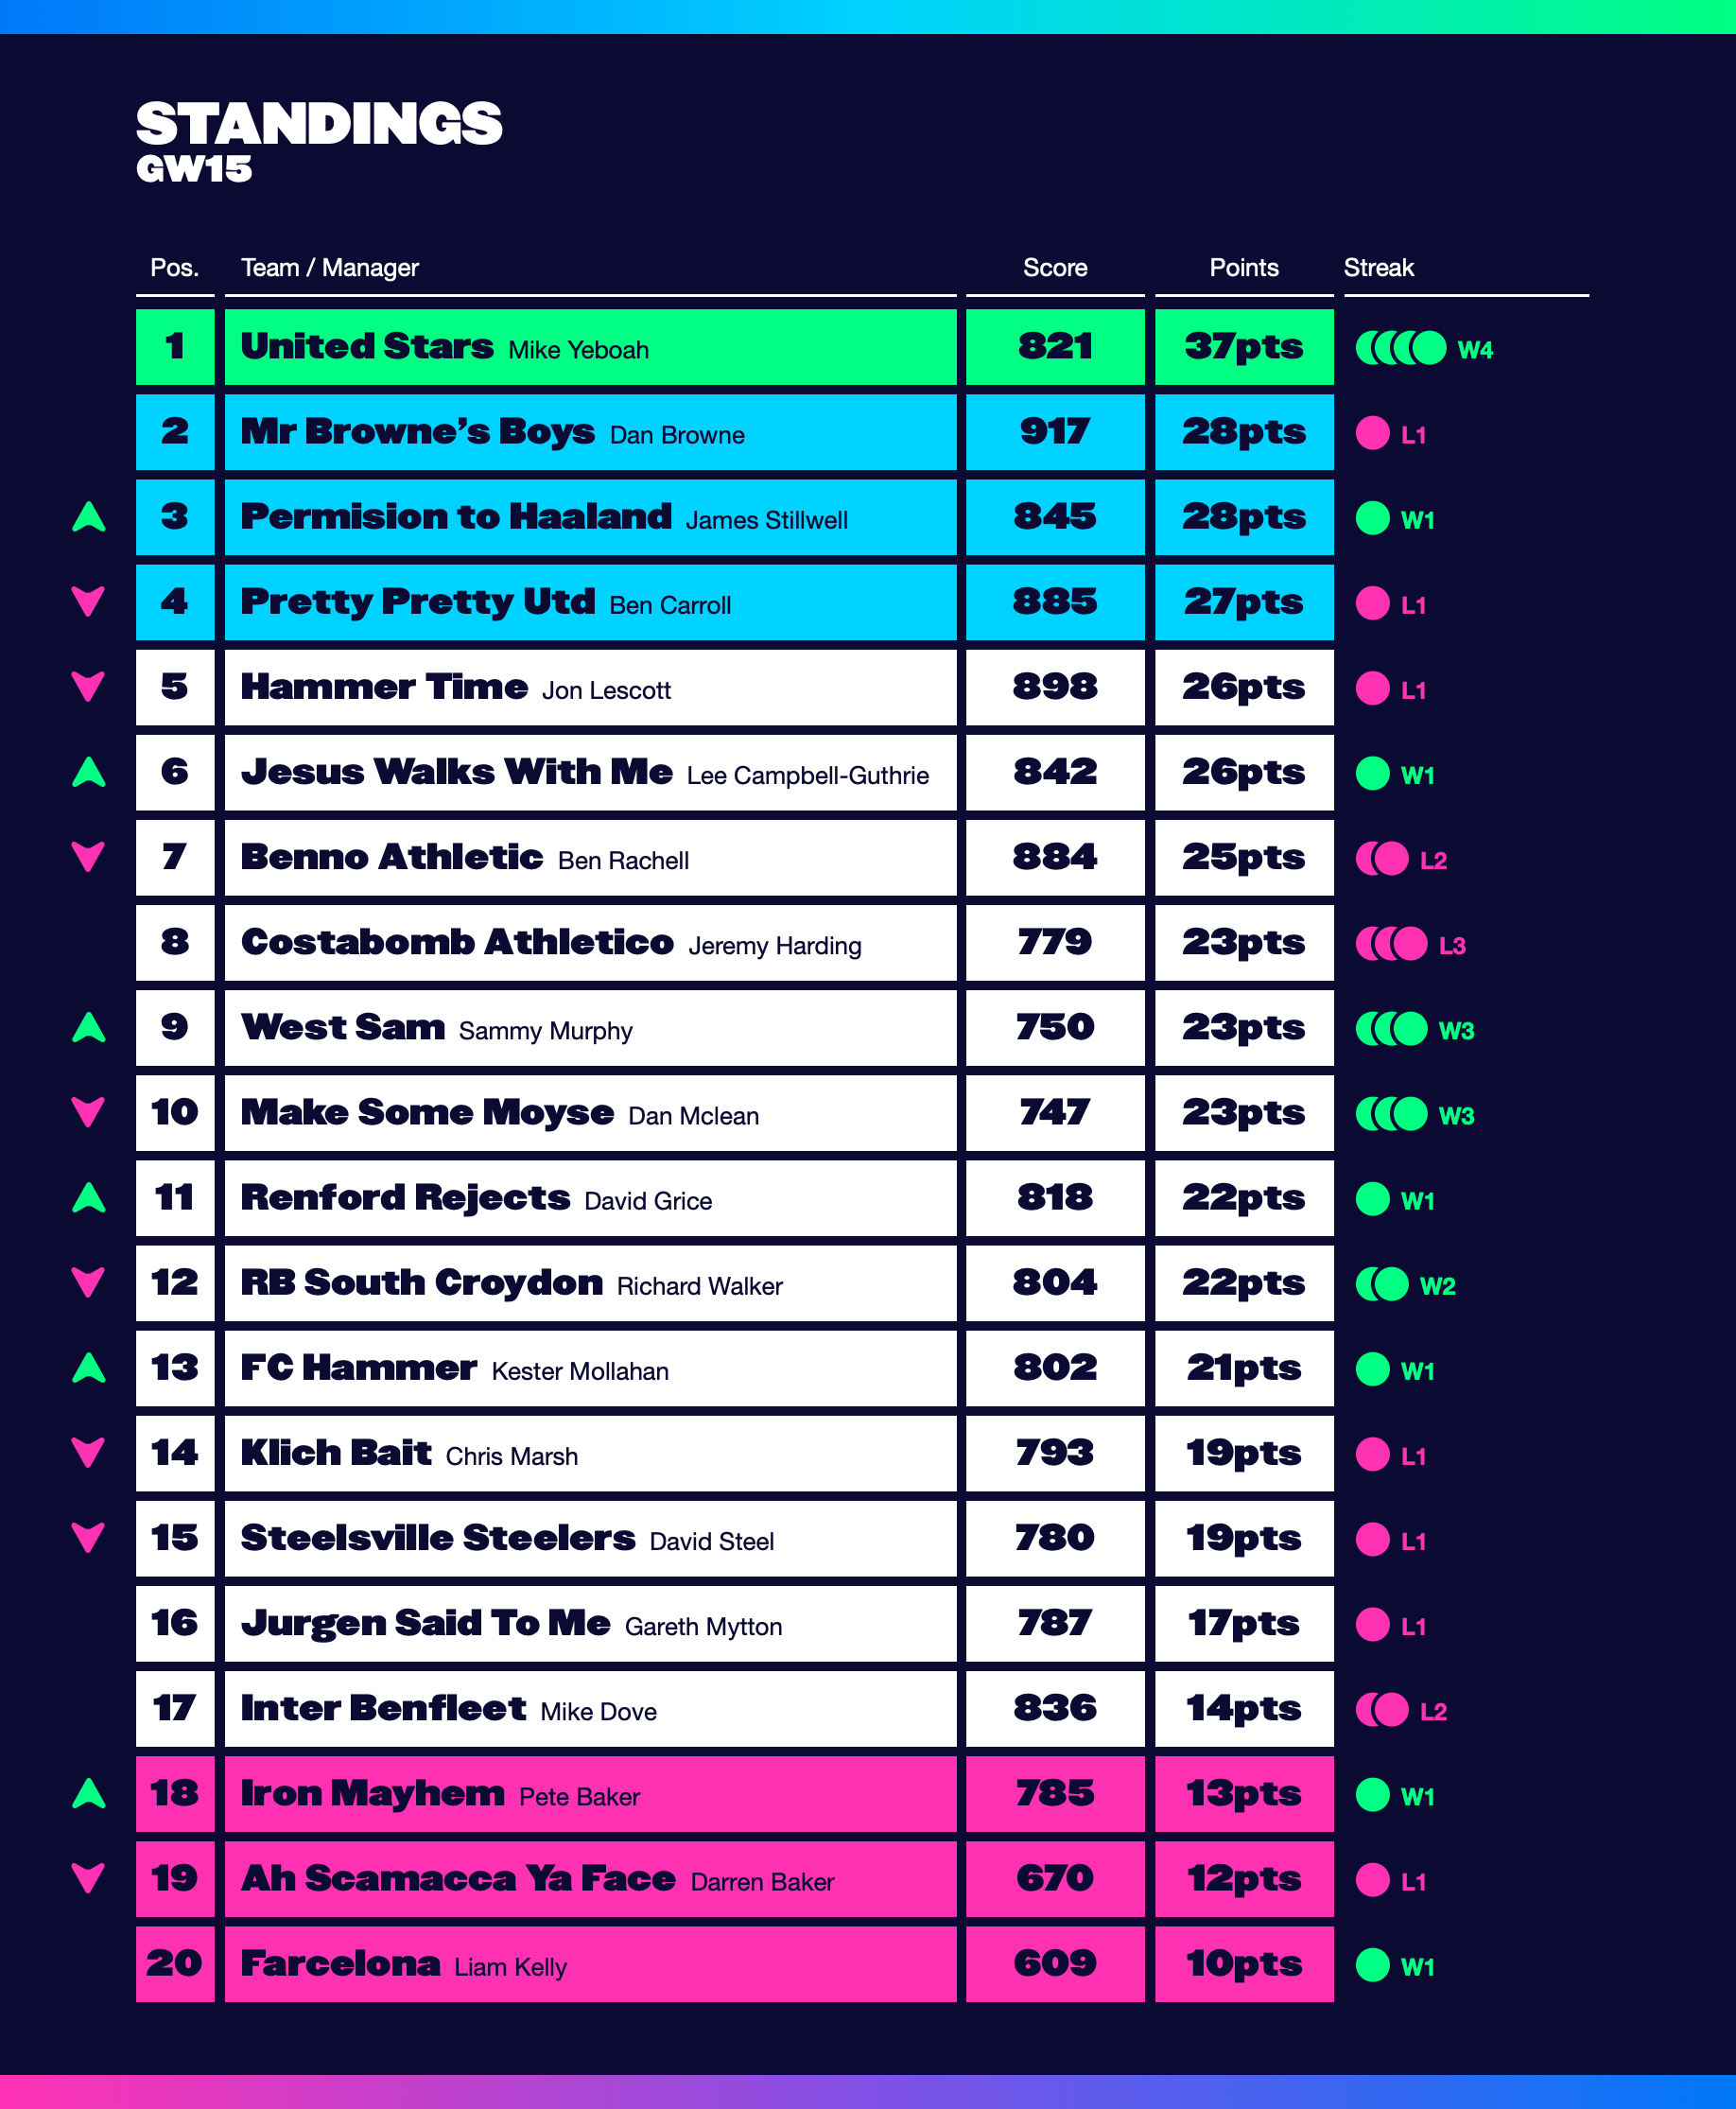 STANDINGS
GW15
Pos. Team / Manager Score Points Streak
1 United Stars Mike Yeboah 821 37pts W4
2 Mr Browne’s Boys Dan Browne 917 28pts L1
3 Permision to Haaland James Stillwell 845 28pts W1
4 Pretty Pretty Utd Ben Carroll 885 27pts L1
5 Hammer Time Jon Lescott 898 26pts L1
6 Jesus Walks With Me Lee Campbell-Guthrie 842 26pts W1
7 Benno Athletic Ben Rachell 884 25pts L2
8 Costabomb Athletico Jeremy Harding 779 23pts L3
9 West Sam Sammy Murphy 750 23pts W3
10 Make Some Moyse Dan Mclean 747 23pts W3
11 Renford Rejects David Grice 818 22pts W1
12 RB South Croydon Richard Walker 804 22pts W2
13 FC Hammer Kester Mollahan 802 21pts W1
14 Klich Bait Chris Marsh 793 19pts L1
15 Steelsville Steelers David Steel 780 19pts L1
16 Jurgen Said To Me Gareth Mytton 787 17pts L1
17 Inter Benfleet Mike Dove 836 14pts L2
18 Iron Mayhem Pete Baker 785 13pts W1
19 Ah Scamacca Ya Face Darren Baker 670 12pts L1
20 Farcelona Liam Kelly 609 10pts W1